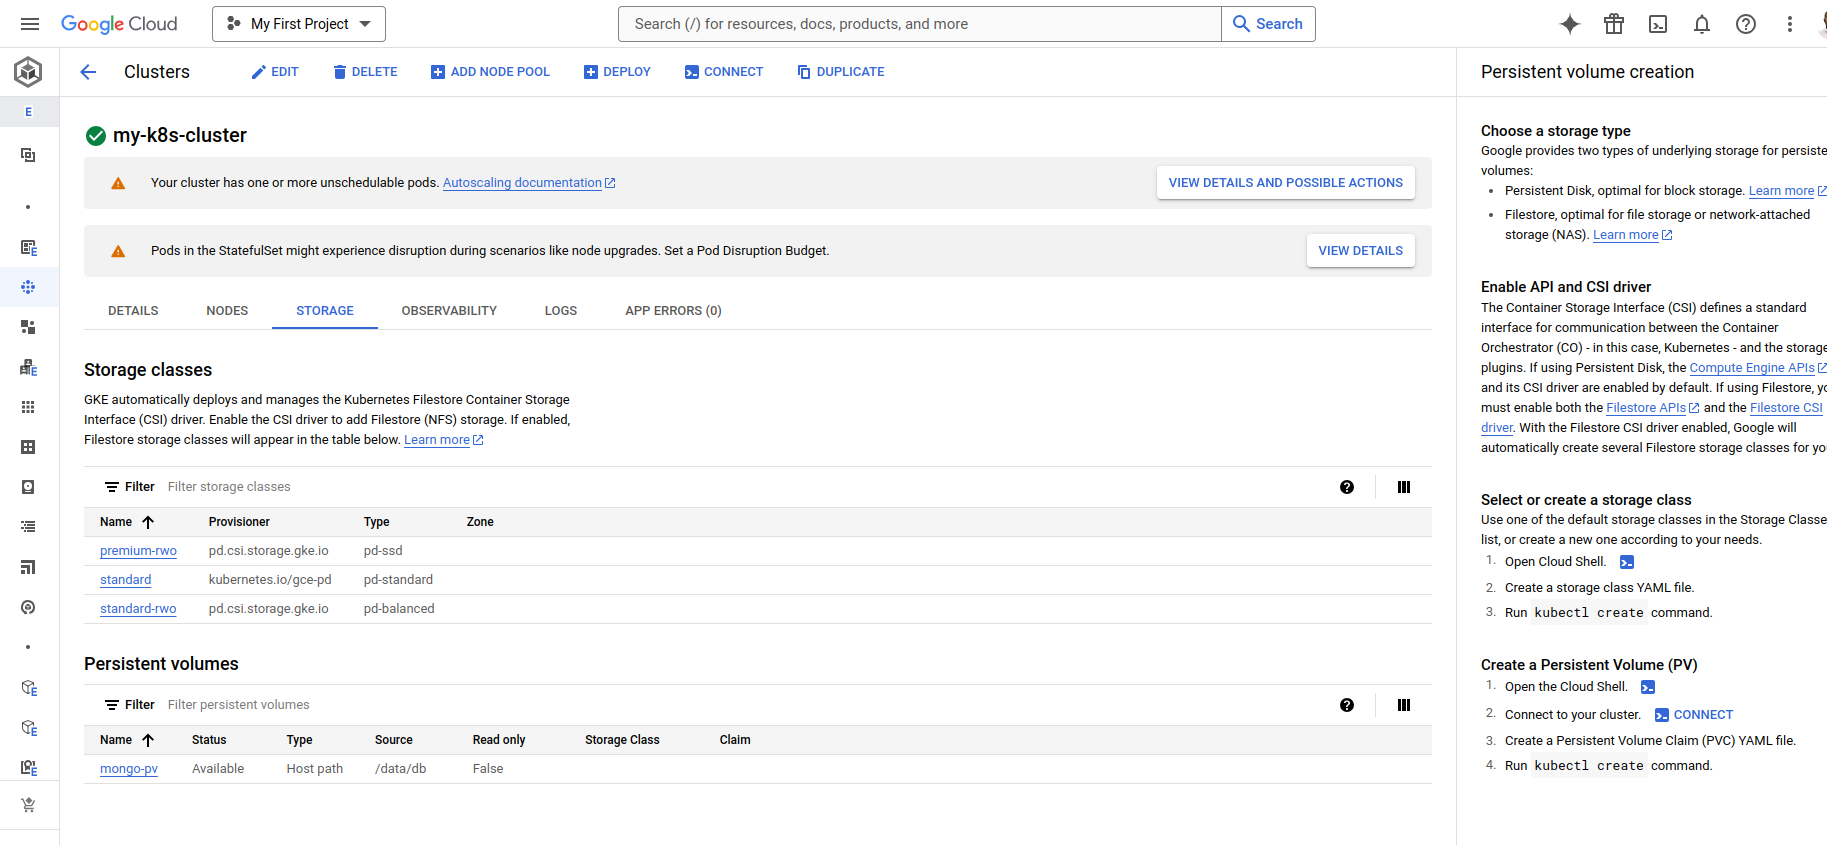 Google Cloud My First Project Search (/) for resources, docs, products, and more Search
Clusters EDIT DELETE ADD NODE POOL DEPLOY CONNECT DUPLICATE
E
my-k8s-cluster
Your cluster has one or more unschedulable pods. Autoscaling documentation VIEW DETAILS AND POSSIBLE ACTIONS
Pods in the StatefulSet might experience disruption during scenarios like node upgrades. Set a Pod Disruption Budget. VIEW DETAILS
DETAILS NODES STORAGE OBSERVABILITY LOGS APP ERRORS (0)
Storage classes
GKE automatically deploys and manages the Kubernetes Filestore Container Storage
Interface (CSI) driver. Enable the CSI driver to add Filestore (NFS) storage. If enabled,
Filestore storage classes will appear in the table below. Learn more
Filter Filter storage classes
Name Provisioner Type Zone
premium-rwo pd.csi.storage.gke.io pd-ssd
standard kubernetes.io/gce-pd pd-standard
standard-rwo pd.csi.storage.gke.io pd-balanced
Persistent volumes
Filter Filter persistent volumes
Name Status Type Source Read only Storage Class Claim
mongo-pv Available Host path /data/db False
Persistent volume creation
Choose a storage type
Google provides two types of underlying storage for persiste
volumes:
• Persistent Disk, optimal for block storage. Learn more
• Filestore, optimal for file storage or network-attached
storage (NAS). Learn more
Enable API and CSI driver
The Container Storage Interface (CSI) defines a standard
interface for communication between the Container
Orchestrator (CO) - in this case, Kubernetes - and the storage
plugins. If using Persistent Disk, the Compute Engine APIs
and its CSI driver are enabled by default. If using Filestore, yo
must enable both the Filestore APIs and the Filestore CSI
driver. With the Filestore CSI driver enabled, Google will
automatically create several Filestore storage classes for yo
Select or create a storage class
Use one of the default storage classes in the Storage Classe
list, or create a new one according to your needs.
1. Open Cloud Shell.
2. Create a storage class YAML file.
3. Run kubectl create command.
Create a Persistent Volume (PV)
1. Open the Cloud Shell.
2. Connect to your cluster. CONNECT
3. Create a Persistent Volume Claim (PVC) YAML file.
4. Run kubectl create command.